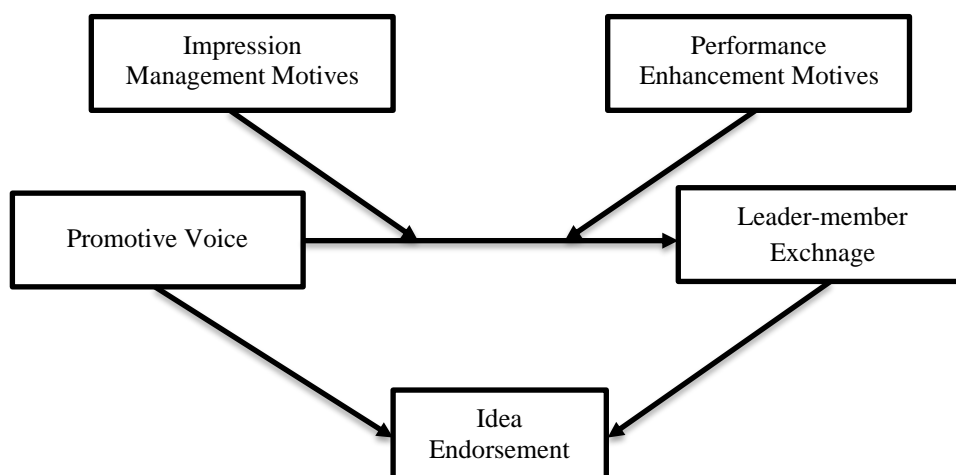 Impression
Management Motives
Performance
Enhancement Motives
Promotive Voice
Leader-member
Exchnage
Idea
Endorsement